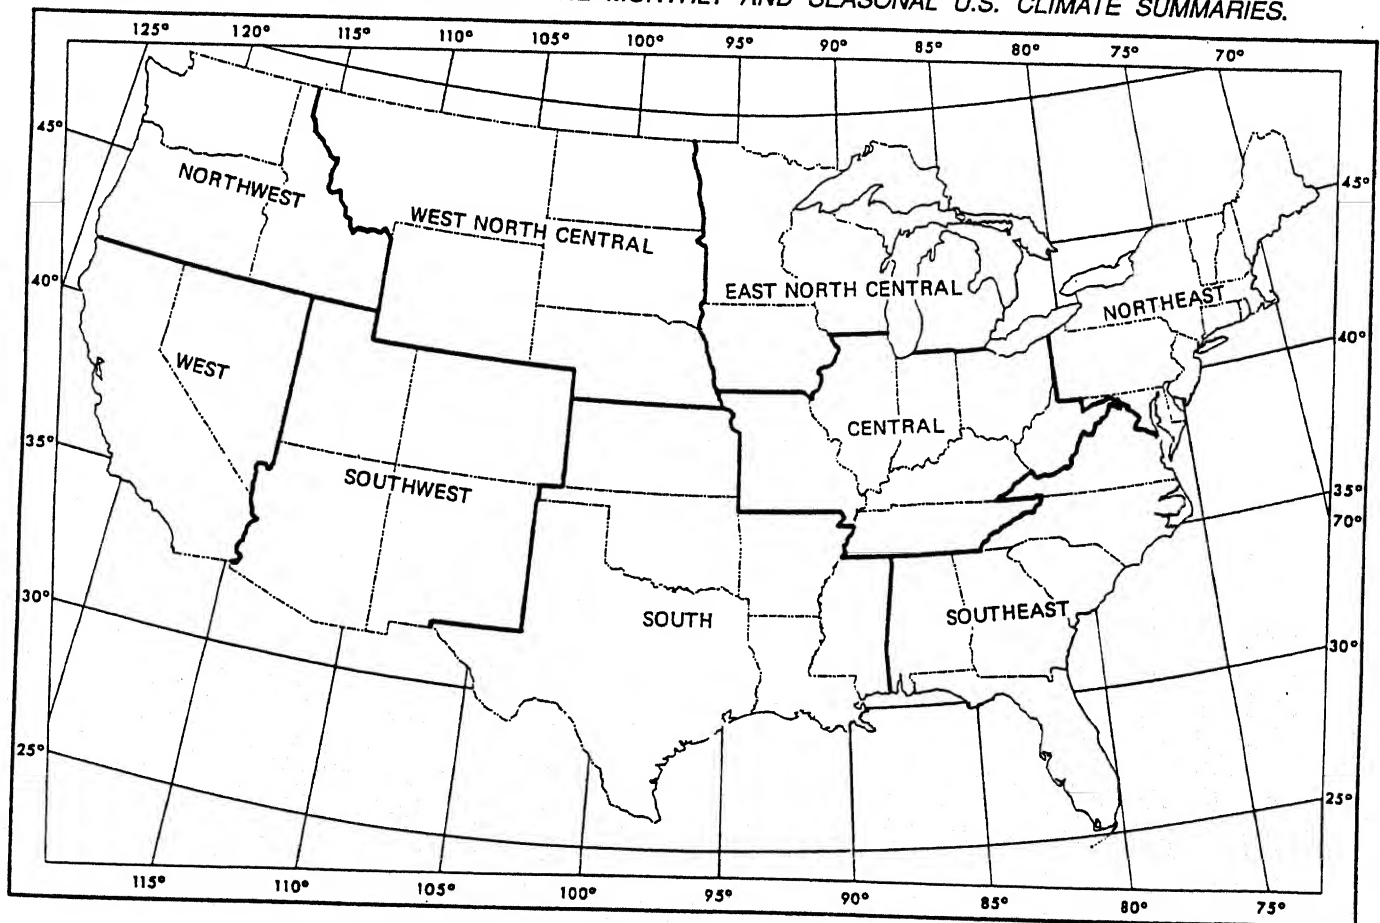 MONTHLY AND SEASONAL U.S. CLIMATE SUMMARIES.
125° 120° 115° 110° 105° 100° 95° 90° 85° 80° 75° 70°
45°
45°
NORTHWEST
WEST NORTH CENTRAL
40°
EAST NORTH CENTRAL
NORTHEAST
40°
WEST
CENTRAL
35°
SOUTHWEST
35°
70°
30°
SOUTH
SOUTHEAST
30°
25°
25°
115° 110° 105° 100° 95° 90° 85° 80° 75°